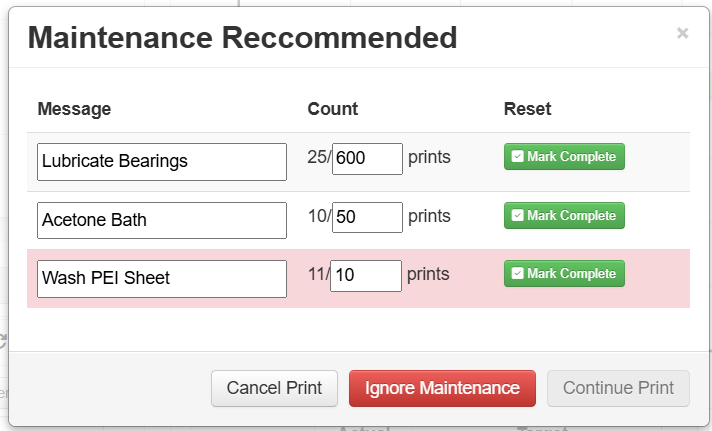 Maintenance Reccommended
×
Message Count Reset
Lubricate Bearings 25/600 prints Mark Complete
Acetone Bath 10/50 prints Mark Complete
Wash PEI Sheet 11/10 prints Mark Complete
Cancel Print Ignore Maintenance Continue Print